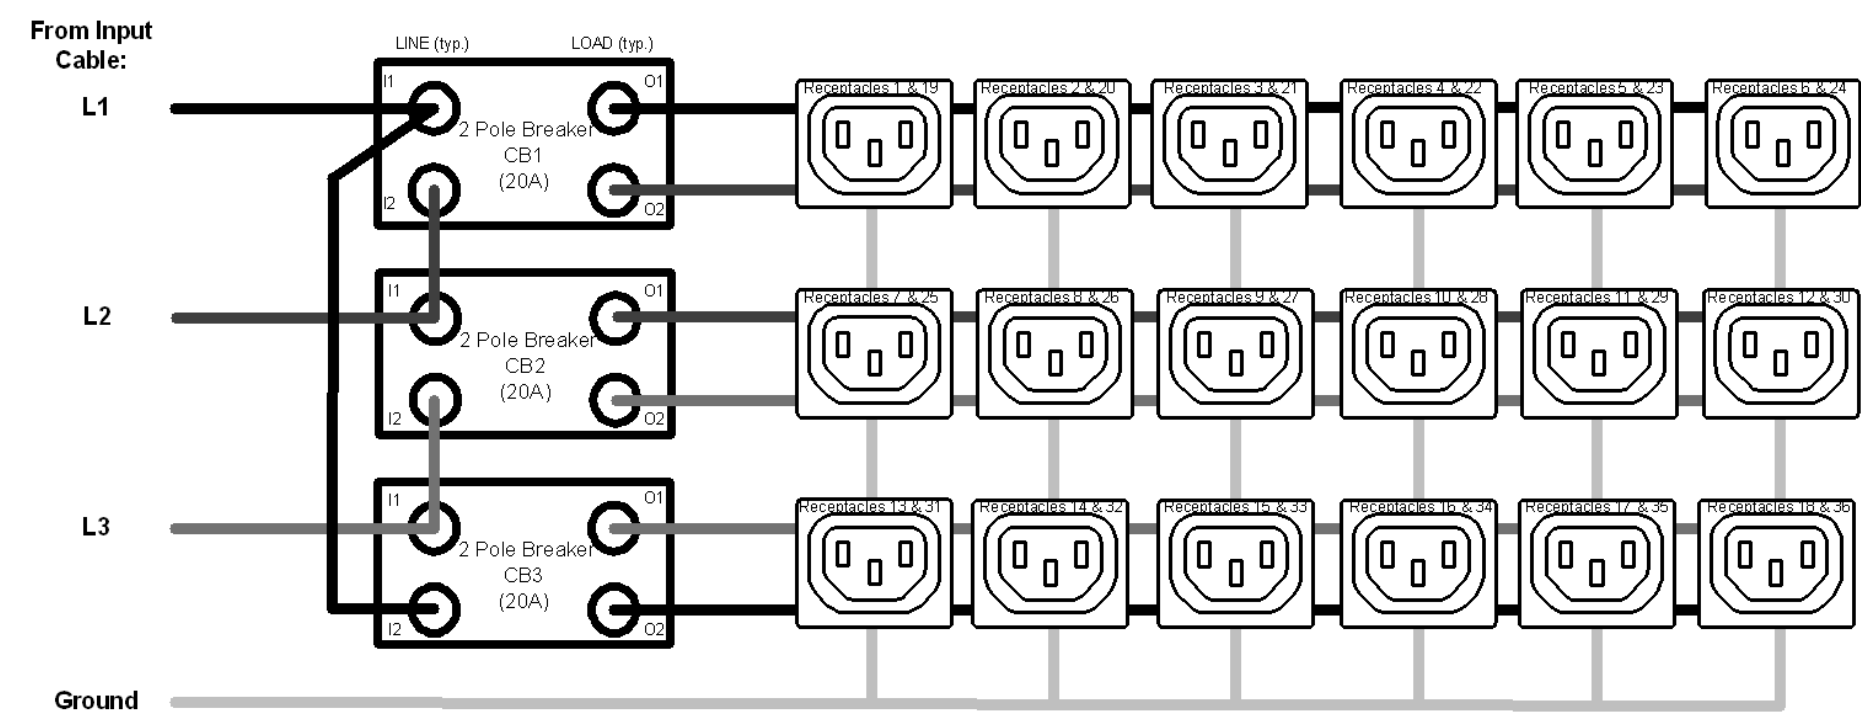 From Input
Cable:
LINE (typ.) LOAD (typ.)
L1
I1 O1
2 Pole Breaker
CB1
(20A)
I2 O2
Receptacles 1 & 19 Receptacles 2 & 20 Receptacles 3 & 21 Receptacles 4 & 22 Receptacles 5 & 23 Receptacles 6 & 24
L2
I1 O1
2 Pole Breaker
CB2
(20A)
I2 O2
Receptacles 7 & 25 Receptacles 8 & 26 Receptacles 9 & 27 Receptacles 10 & 28 Receptacles 11 & 29 Receptacles 12 & 30
L3
I1 O1
2 Pole Breaker
CB3
(20A)
I2 O2
Receptacles 13 & 31 Receptacles 14 & 32 Receptacles 15 & 33 Receptacles 16 & 34 Receptacles 17 & 35 Receptacles 18 & 36
Ground